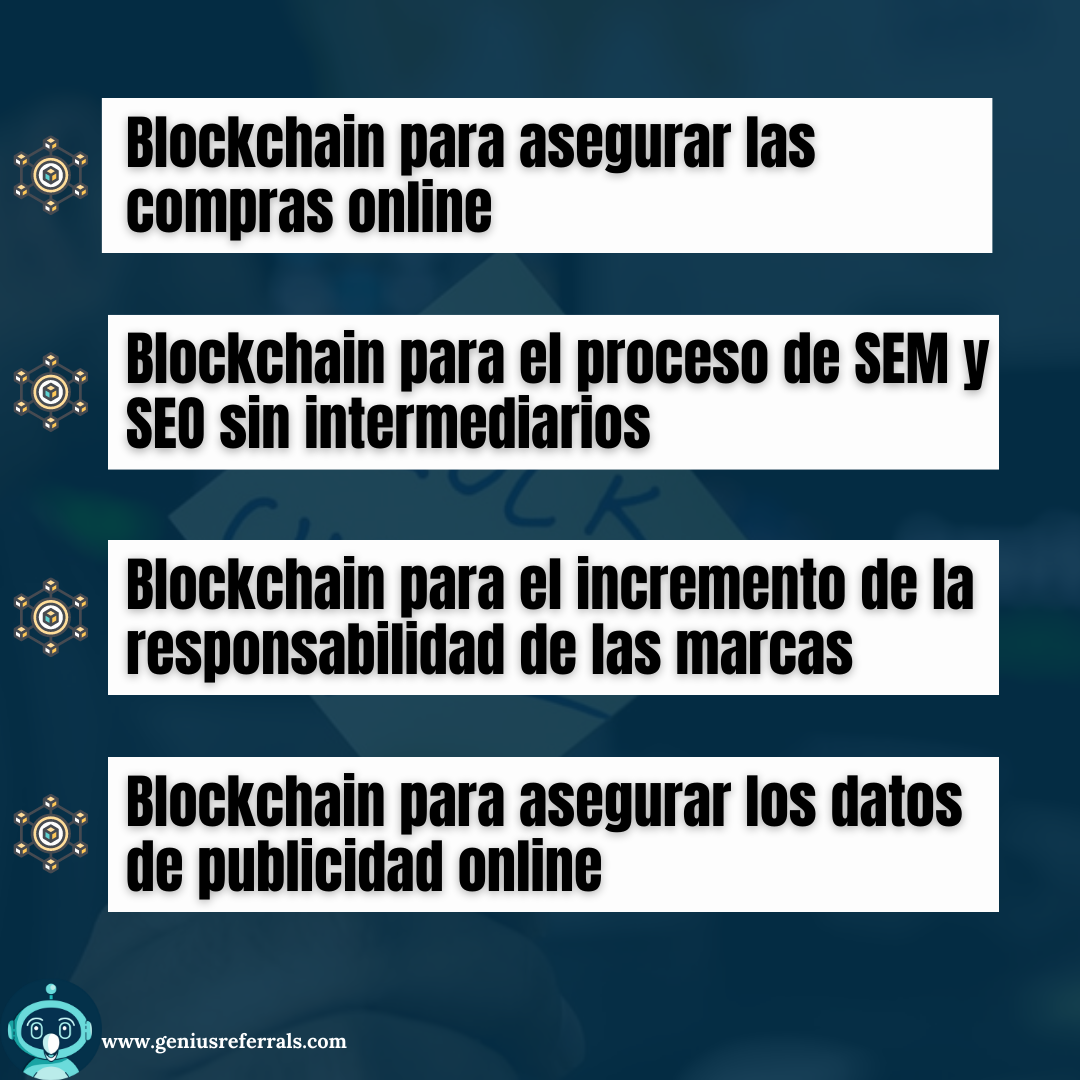 Blockchain para asegurar las
compras online
Blockchain para el proceso de SEM y
SEO sin intermediarios
Blockchain para el incremento de la
responsabilidad de las marcas
Blockchain para asegurar los datos
de publicidad online
www.geniusreferrals.com